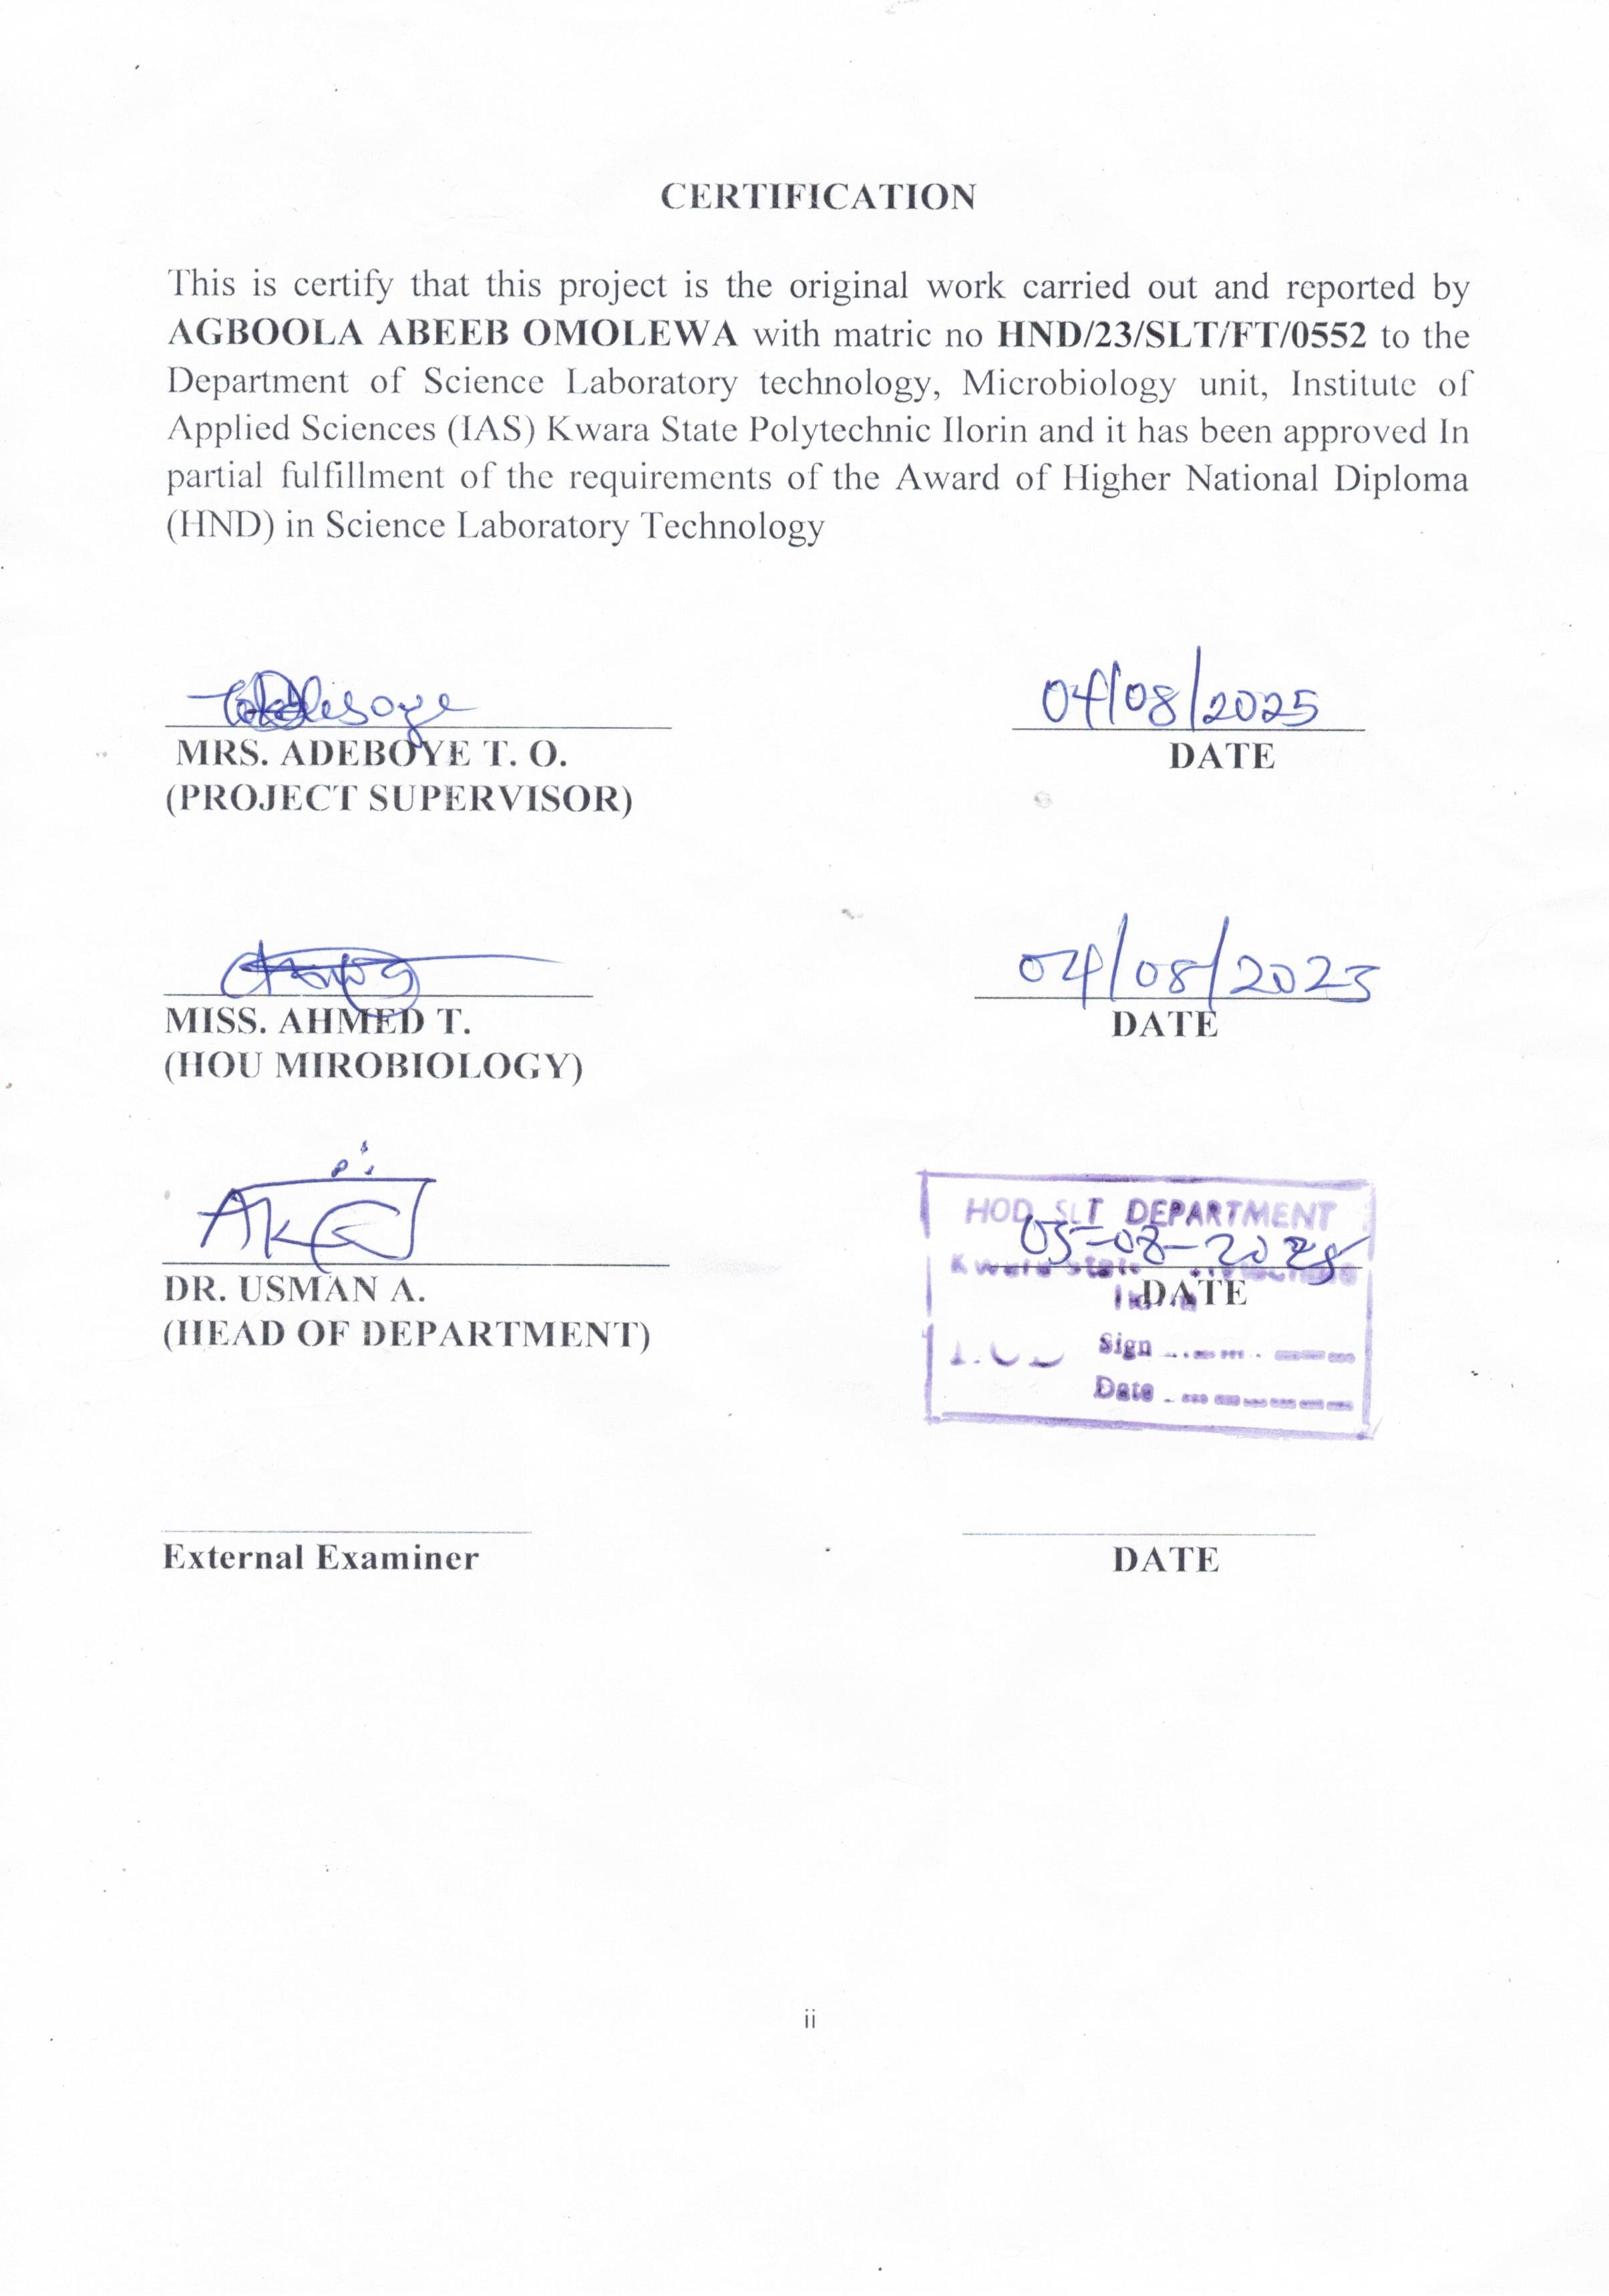 CERTIFICATION
This is certify that this project is the original work carried out and reported by
AGBOOLA ABEEB OMOLEWA with matric no HND/23/SLT/FT/0552 to the
Department of Science Laboratory technology, Microbiology unit, Institute of
Applied Sciences (IAS) Kwara State Polytechnic Ilorin and it has been approved In
partial fulfillment of the requirements of the Award of Higher National Diploma
(HND) in Science Laboratory Technology
04/08/2025
MRS. ADEBOYE T. O. DATE
(PROJECT SUPERVISOR)
04/08/2025
MISS. AHMED T. DATE
(HOU MIROBIOLOGY)
HOD SLT DEPARTMENT
05-08-2025
Kwara State
DR. USMAN A. DATE
(HEAD OF DEPARTMENT)
Sign
Date
External Examiner DATE
ii